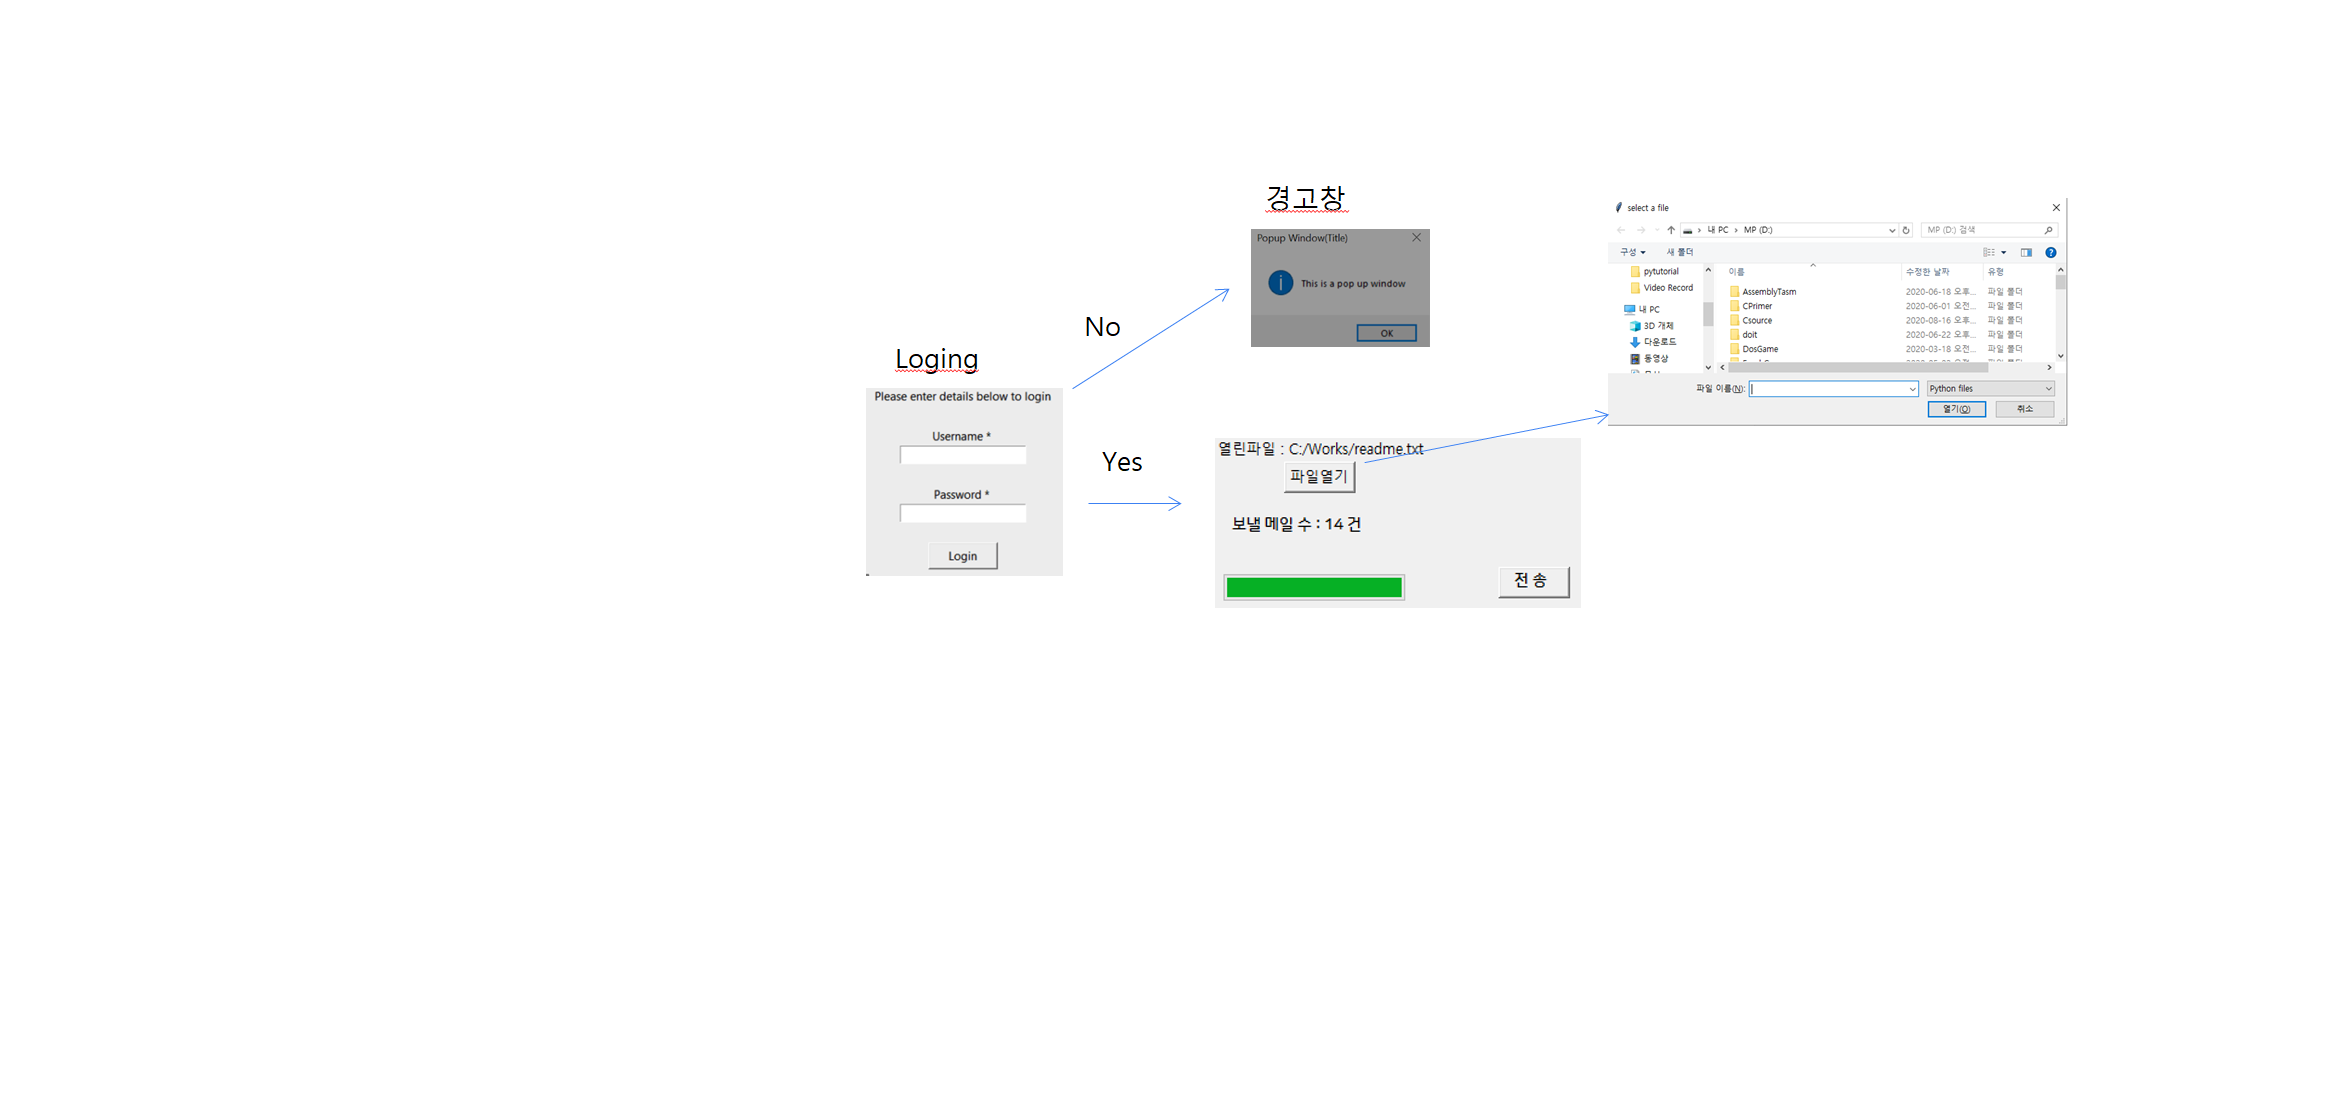 경고창
Popup Window(Title)
This is a pop up window
OK
No
Loging
Please enter details below to login
Username *
Password *
Login
Yes
열린파일 : C:/Works/readme.txt
파일열기
보낼 메일 수 : 14 건
전 송
select a file
내 PC › MP (D:)
MP (D:) 검색
구성
새 폴더
pytutorial
Video Record
내 PC
3D 개체
다운로드
동영상
이름 수정한 날짜 유형
AssemblyTasm 2020-06-18 오후... 파일 폴더
CPrimer 2020-06-01 오전... 파일 폴더
Csource 2020-08-16 오후... 파일 폴더
doit 2020-06-22 오후... 파일 폴더
DosGame 2020-03-18 오전... 파일 폴더
파일 이름(N):
Python files
열기(O)
취소